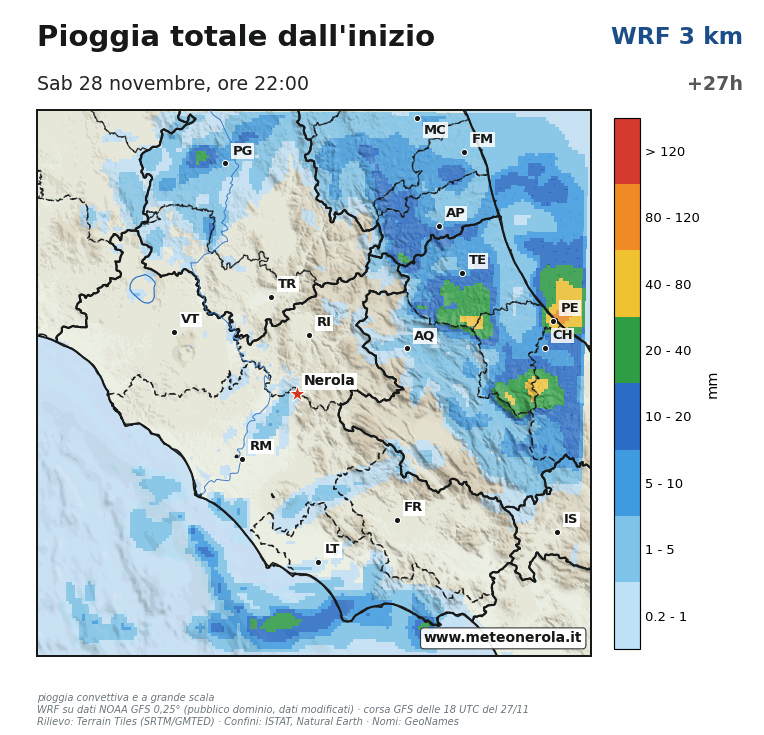 Pioggia totale dall'inizio
WRF 3 km
Sab 28 novembre, ore 22:00
+27h
MC
FM
PG
AP
TE
TR
PE
VT
RI
AQ
CH
Nerola
RM
FR
IS
LT
www.meteonerola.it
> 120
80 - 120
40 - 80
20 - 40
10 - 20
5 - 10
1 - 5
0.2 - 1
mm
pioggia convettiva e a grande scala
WRF su dati NOAA GFS 0,25° (pubblico dominio, dati modificati) · corsa GFS delle 18 UTC del 27/11
Rilievo: Terrain Tiles (SRTM/GMTED) · Confini: ISTAT, Natural Earth · Nomi: GeoNames